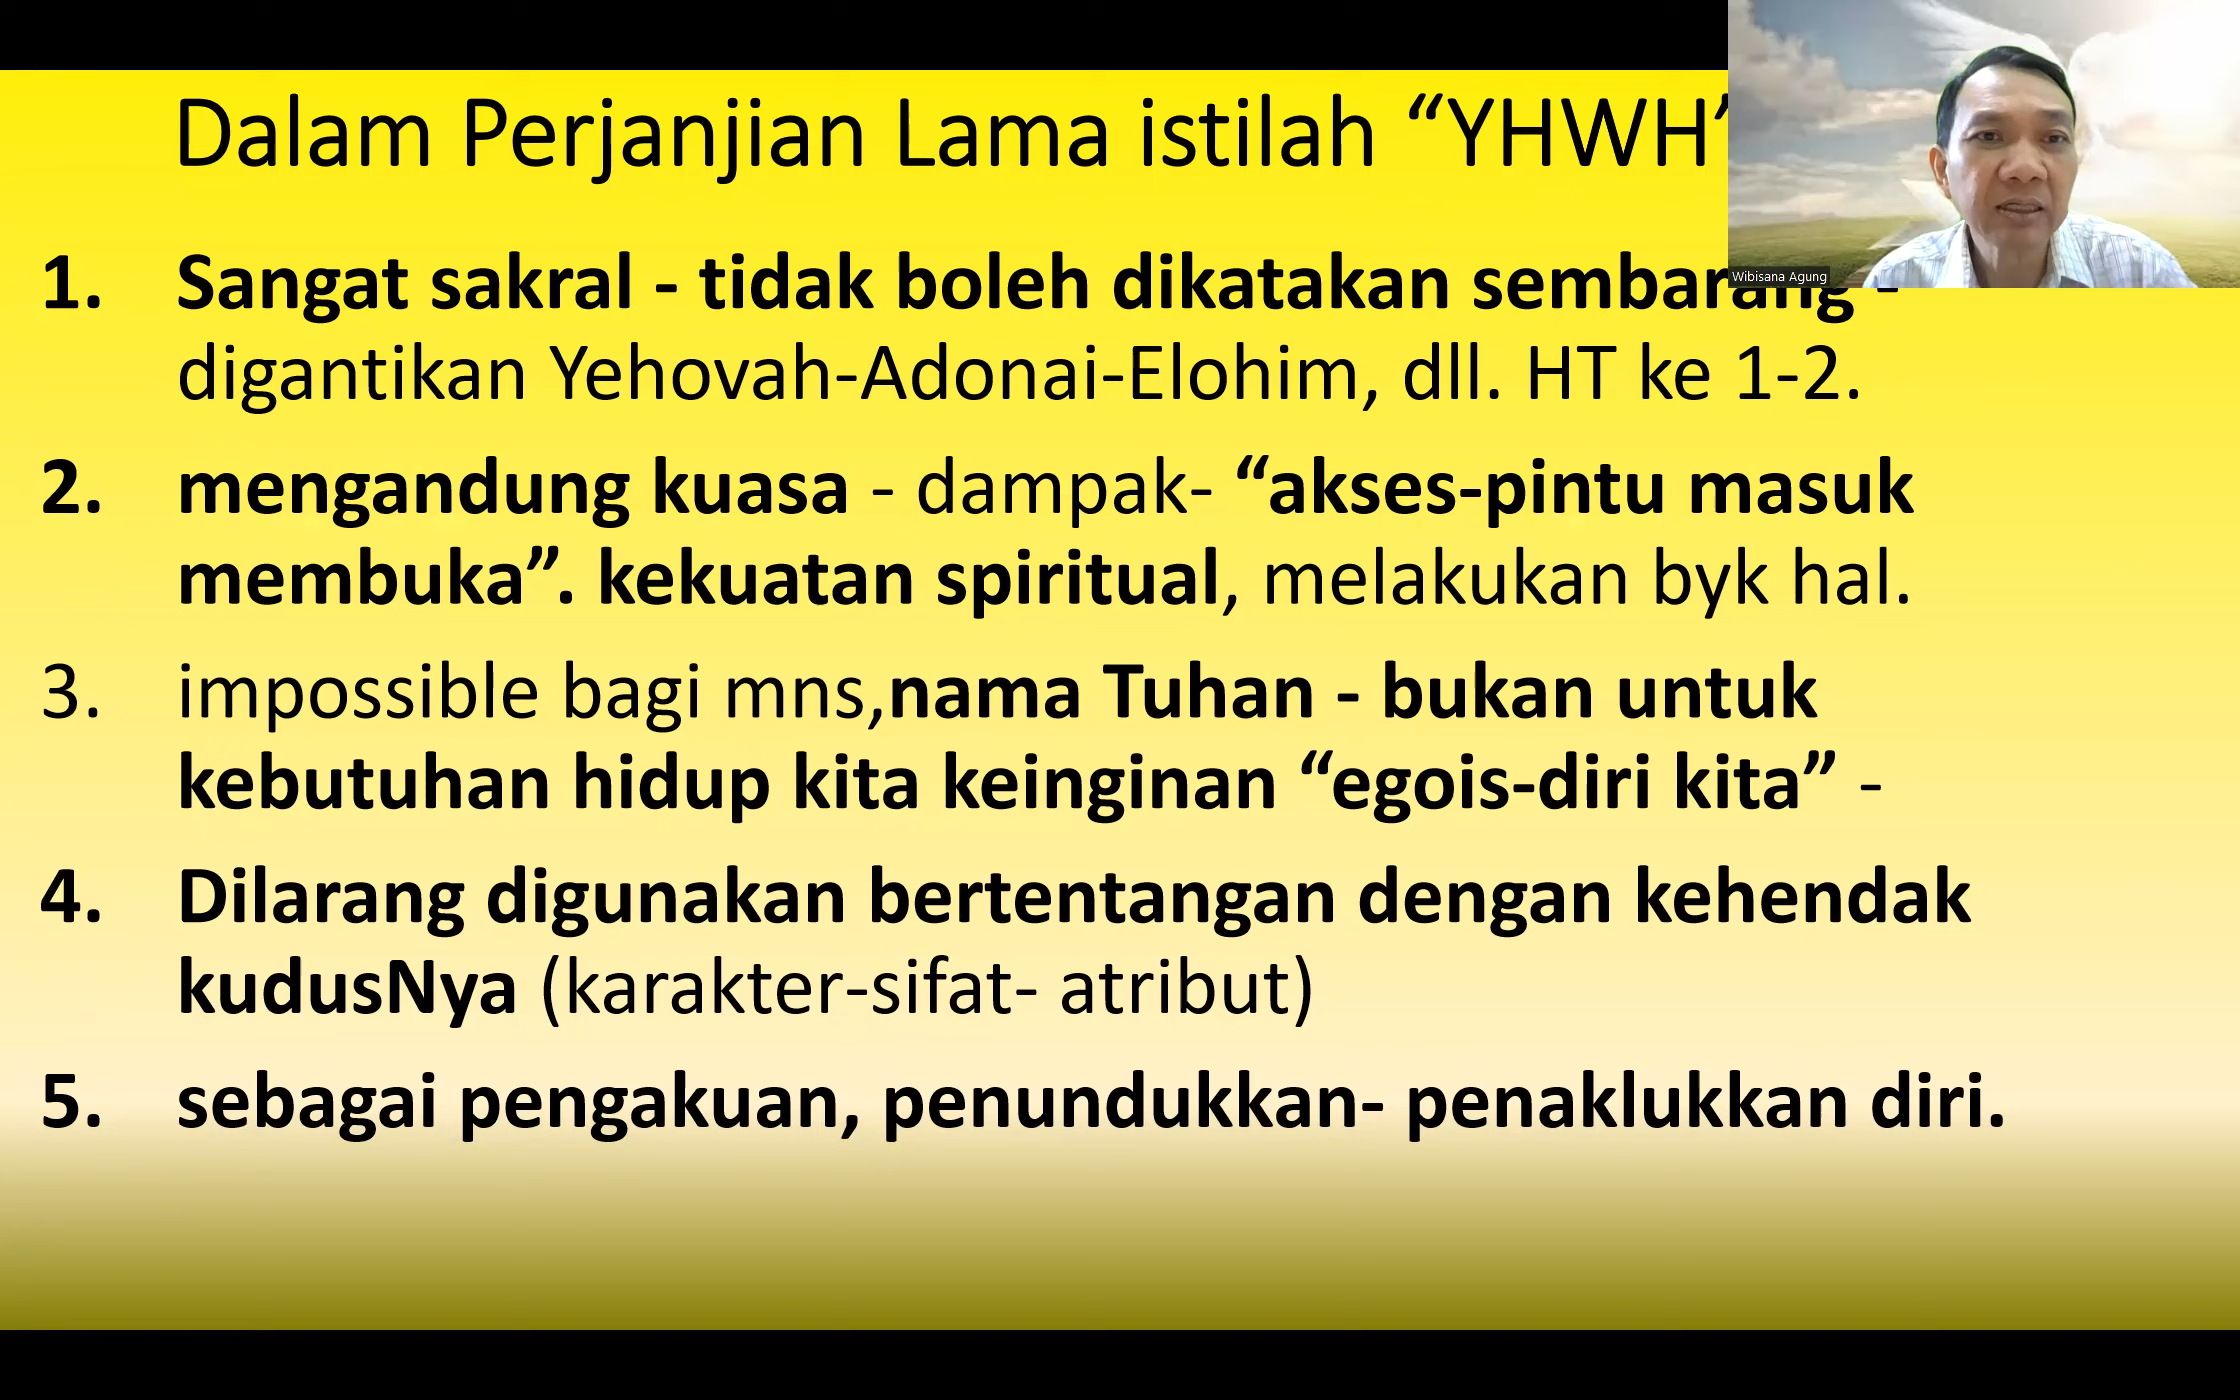 Dalam Perjanjian Lama istilah “YHWH”
Wibisana Agung
1. Sangat sakral - tidak boleh dikatakan sembarang -
digantikan Yehovah-Adonai-Elohim, dll. HT ke 1-2.
2. mengandung kuasa - dampak- “akses-pintu masuk
membuka”. kekuatan spiritual, melakukan byk hal.
3. impossible bagi mns,nama Tuhan - bukan untuk
kebutuhan hidup kita keinginan “egois-diri kita” -
4. Dilarang digunakan bertentangan dengan kehendak
kudusNya (karakter-sifat- atribut)
5. sebagai pengakuan, penundukkan- penaklukkan diri.